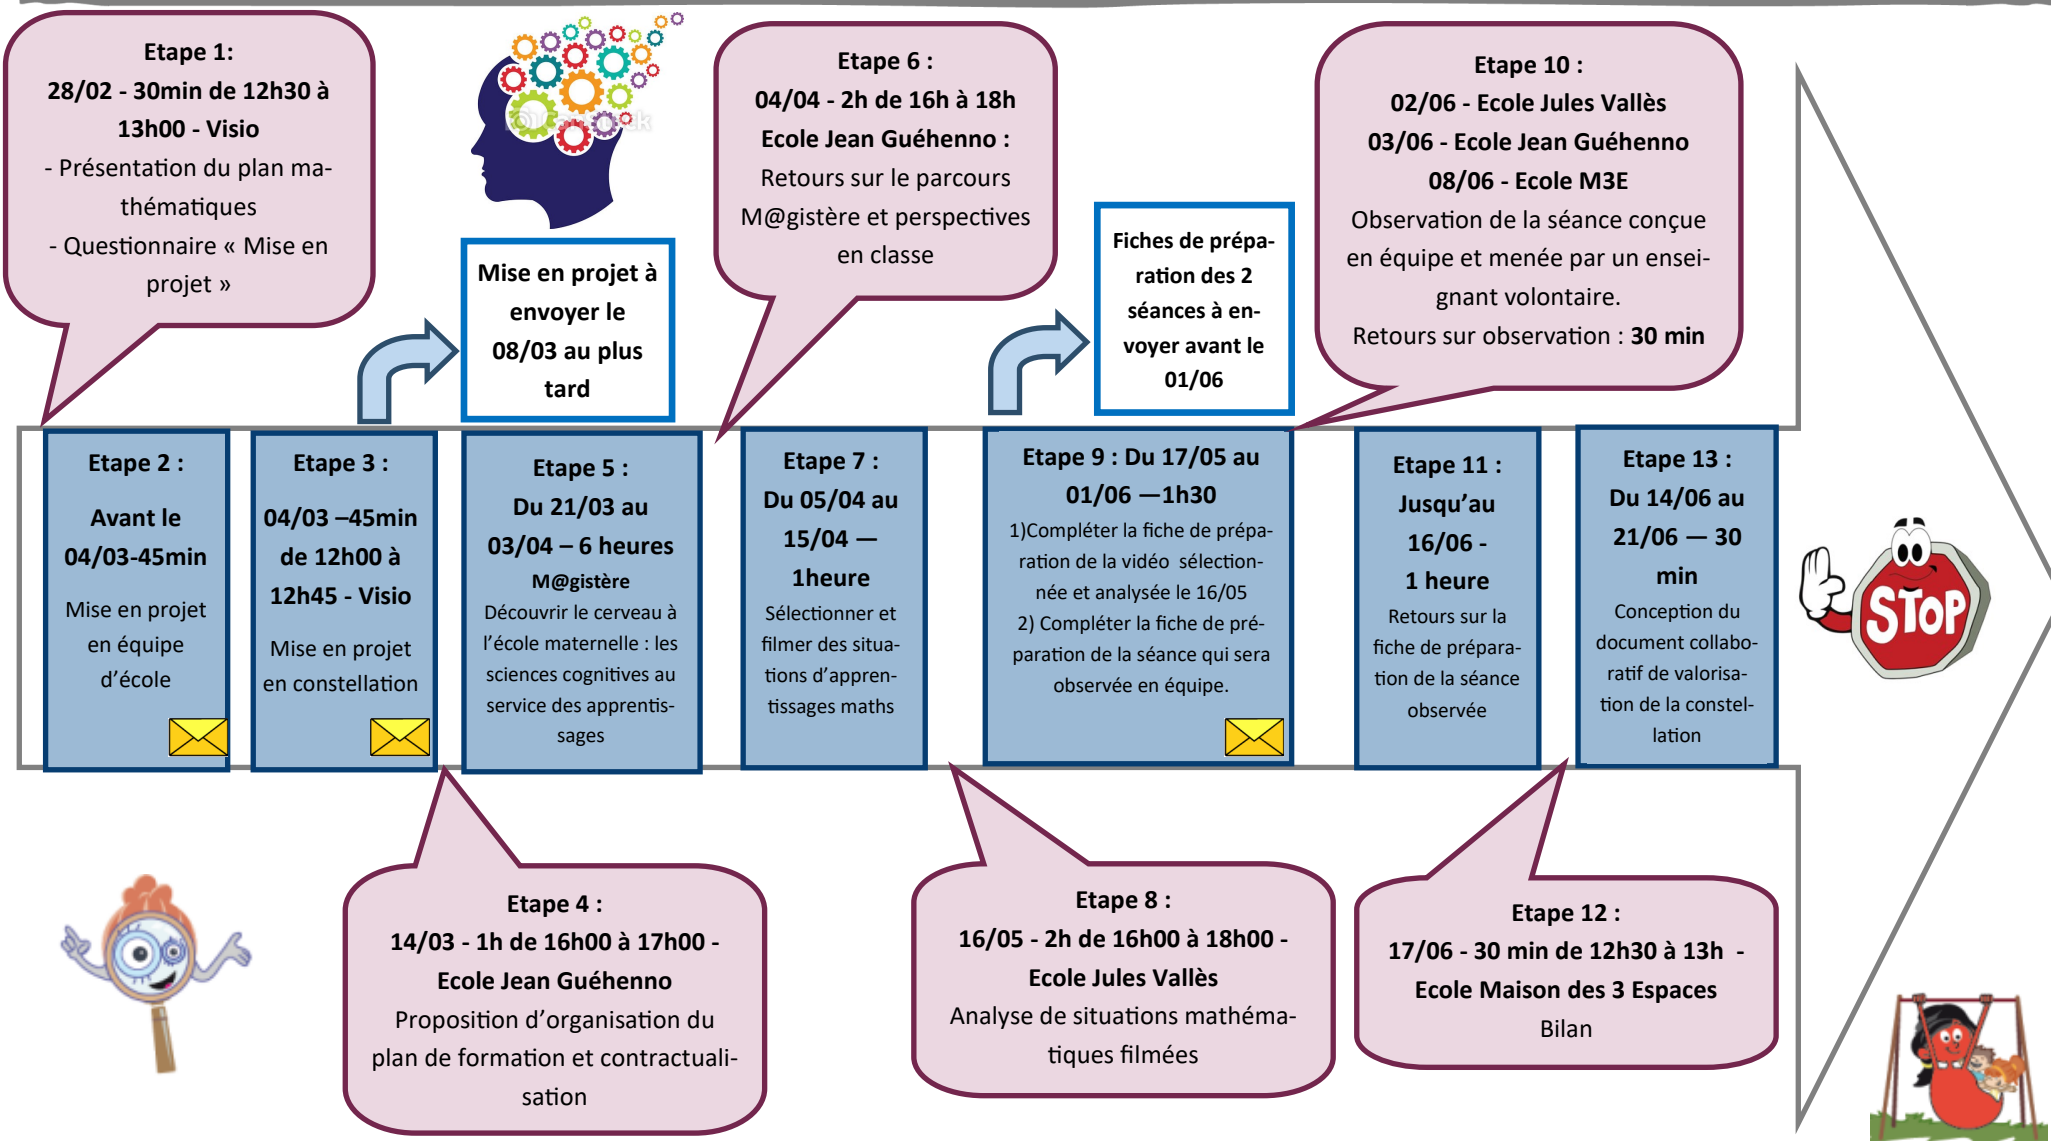 Etape 1:
28/02 - 30min de 12h30 à
13h00 - Visio
- Présentation du plan ma-
thématiques
- Questionnaire « Mise en
projet »
Mise en projet à
envoyer le
08/03 au plus
tard
Etape 6 :
04/04 - 2h de 16h à 18h
Ecole Jean Guéhenno :
Retours sur le parcours
M@gistère et perspectives
en classe
Fiches de prépa-
ration des 2
séances à en-
voyer avant le
01/06
Etape 10 :
02/06 - Ecole Jules Vallès
03/06 - Ecole Jean Guéhenno
08/06 - Ecole M3E
Observation de la séance conçue
en équipe et menée par un ensei-
gnant volontaire.
Retours sur observation : 30 min
Etape 2 :
Avant le
04/03-45min
Mise en projet
en équipe
d’école
Etape 3 :
04/03 –45min
de 12h00 à
12h45 - Visio
Mise en projet
en constellation
Etape 5 :
Du 21/03 au
03/04 – 6 heures
M@gistère
Découvrir le cerveau à
l’école maternelle : les
sciences cognitives au
service des apprentis-
sages
Etape 7 :
Du 05/04 au
15/04 —
1heure
Sélectionner et
filmer des situa-
tions d’appren-
tissages maths
Etape 9 : Du 17/05 au
01/06 —1h30
1)Compléter la fiche de prépa-
ration de la vidéo sélection-
née et analysée le 16/05
2) Compléter la fiche de pré-
paration de la séance qui sera
observée en équipe.
Etape 11 :
Jusqu’au
16/06 -
1 heure
Retours sur la
fiche de prépara-
tion de la séance
observée
Etape 13 :
Du 14/06 au
21/06 — 30
min
Conception du
document collabo-
ratif de valorisa-
tion de la constel-
lation
STOP
Etape 4 :
14/03 - 1h de 16h00 à 17h00 -
Ecole Jean Guéhenno
Proposition d’organisation du
plan de formation et contractuali-
sation
Etape 8 :
16/05 - 2h de 16h00 à 18h00 -
Ecole Jules Vallès
Analyse de situations mathéma-
tiques filmées
Etape 12 :
17/06 - 30 min de 12h30 à 13h -
Ecole Maison des 3 Espaces
Bilan